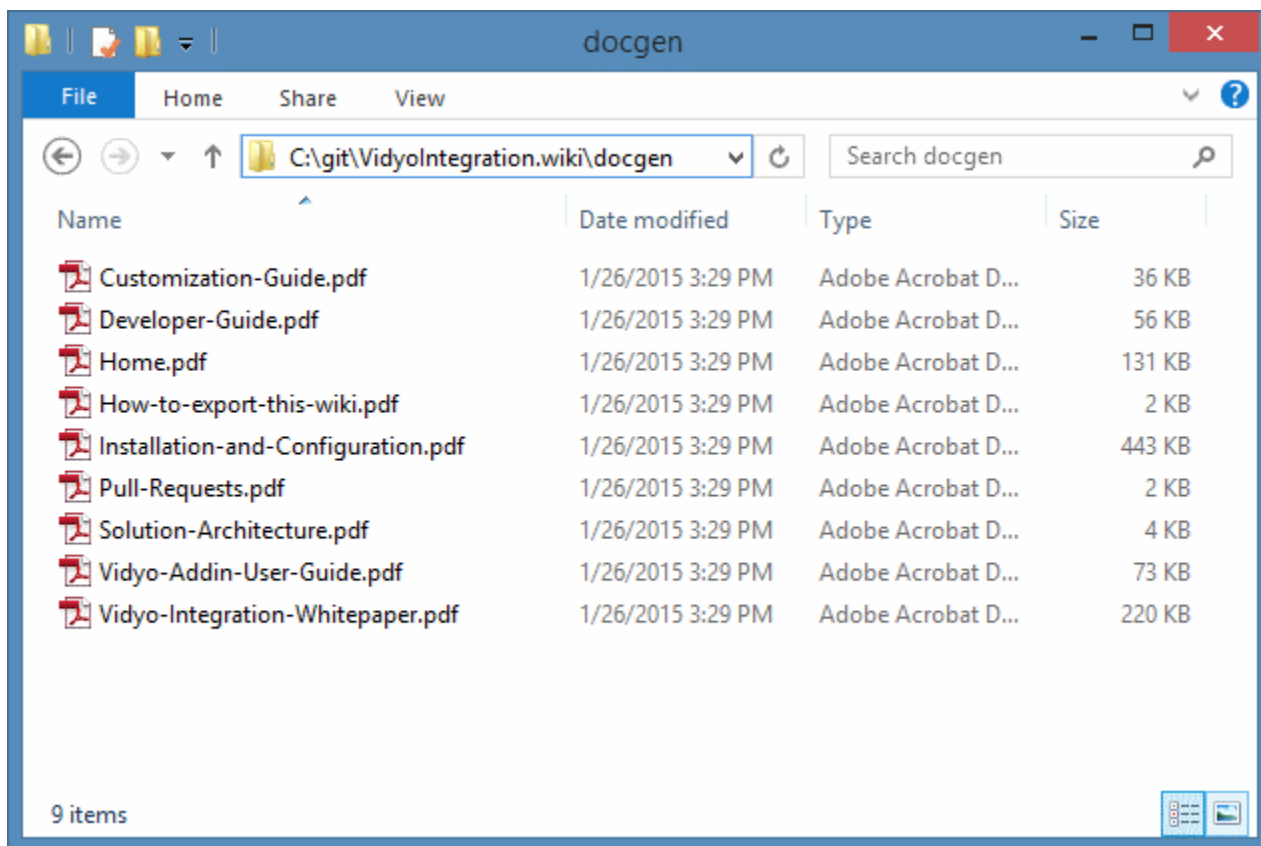 docgen
File Home Share View
C:\git\VidyoIntegration.wiki\docgen Search docgen
Name Date modified Type Size
Customization-Guide.pdf 1/26/2015 3:29 PM Adobe Acrobat D... 36 KB
Developer-Guide.pdf 1/26/2015 3:29 PM Adobe Acrobat D... 56 KB
Home.pdf 1/26/2015 3:29 PM Adobe Acrobat D... 131 KB
How-to-export-this-wiki.pdf 1/26/2015 3:29 PM Adobe Acrobat D... 2 KB
Installation-and-Configuration.pdf 1/26/2015 3:29 PM Adobe Acrobat D... 443 KB
Pull-Requests.pdf 1/26/2015 3:29 PM Adobe Acrobat D... 2 KB
Solution-Architecture.pdf 1/26/2015 3:29 PM Adobe Acrobat D... 4 KB
Vidyo-Addin-User-Guide.pdf 1/26/2015 3:29 PM Adobe Acrobat D... 73 KB
Vidyo-Integration-Whitepaper.pdf 1/26/2015 3:29 PM Adobe Acrobat D... 220 KB
9 items